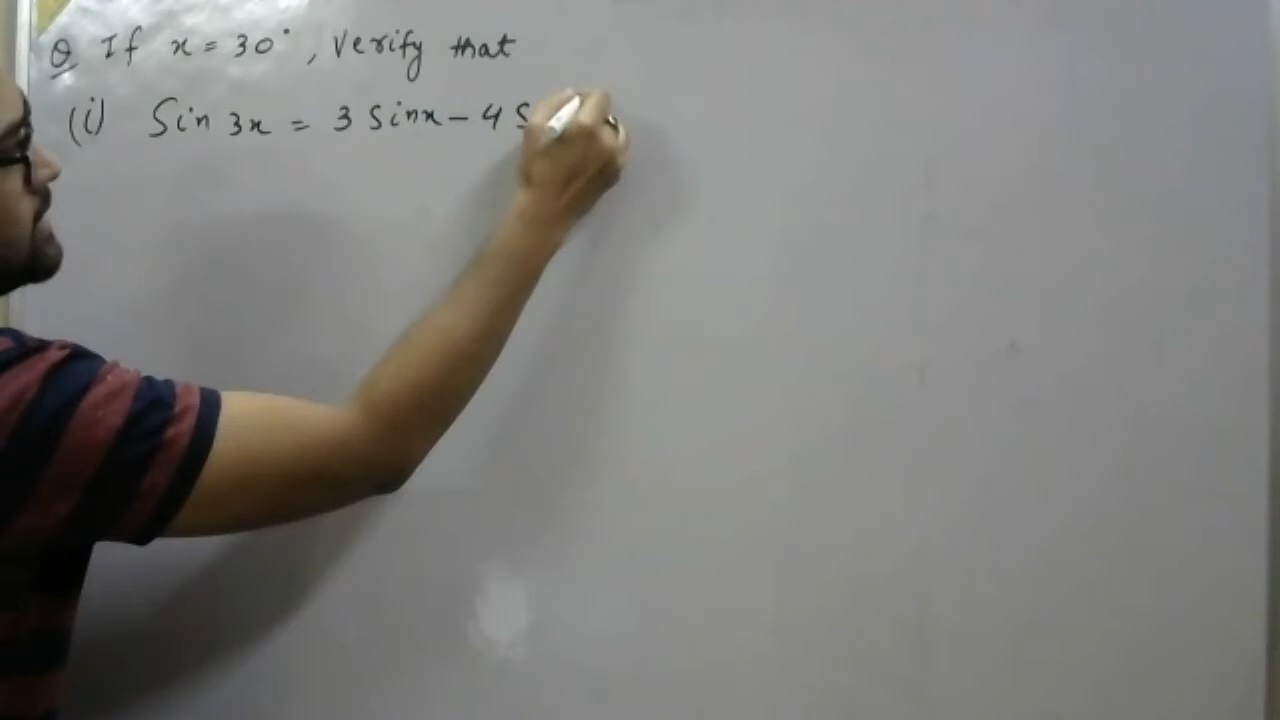 Q If x = 30°, Verify that
(i) Sin 3x = 3 Sinx - 4 S